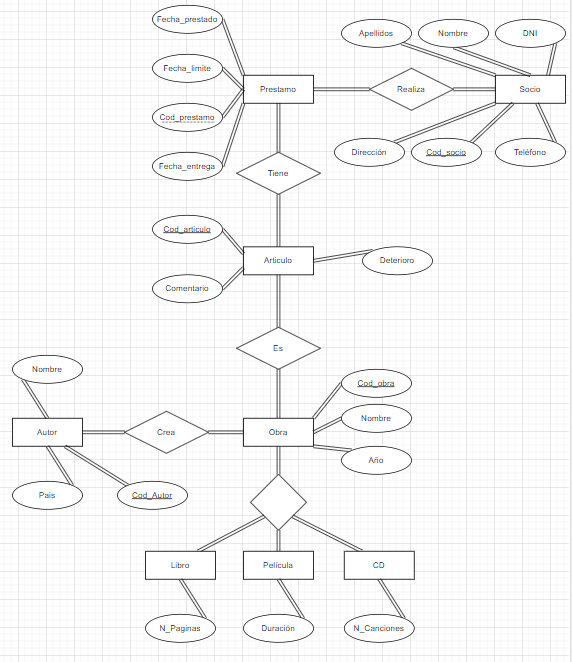 Fecha_prestado
Apellidos
Nombre
DNI
Fecha_limite
Prestamo
Realiza
Socio
Cod_prestamo
Fecha_entrega
Dirección
Cod_socio
Teléfono
Tiene
Cod_articulo
Articulo
Deterioro
Comentario
Es
Nombre
Cod_obra
Nombre
Autor
Crea
Obra
Año
Pais
Cod_Autor
Libro
Película
CD
N_Paginas
Duración
N_Canciones